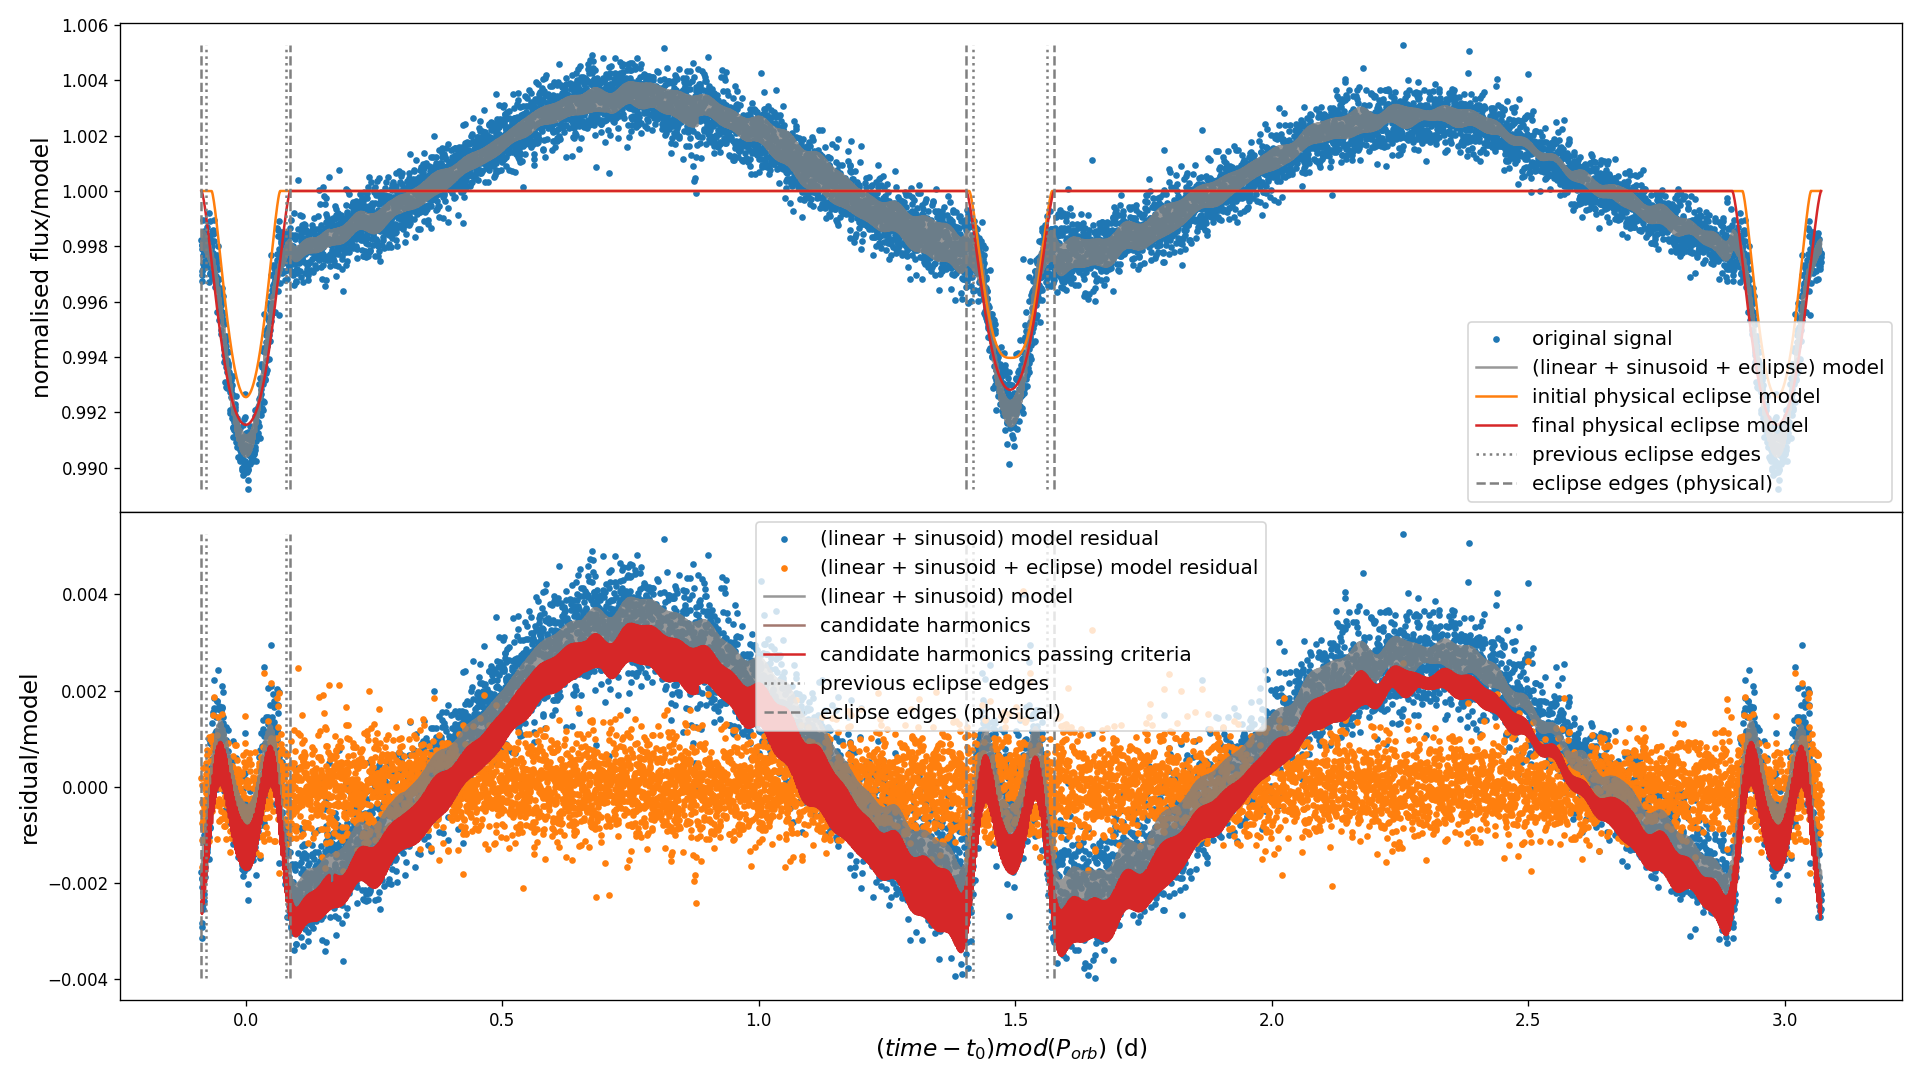 normalised flux/model
1.006
1.004
1.002
1.000
0.998
0.996
0.994
0.992
0.990
original signal
(linear + sinusoid + eclipse) model
initial physical eclipse model
final physical eclipse model
previous eclipse edges
eclipse edges (physical)
residual/model
0.004
0.002
0.000
−0.002
−0.004
(linear + sinusoid) model residual
(linear + sinusoid + eclipse) model residual
(linear + sinusoid) model
candidate harmonics
candidate harmonics passing criteria
previous eclipse edges
eclipse edges (physical)
0.0 0.5 1.0 1.5 2.0 2.5 3.0
(time − t0)mod(Porb) (d)